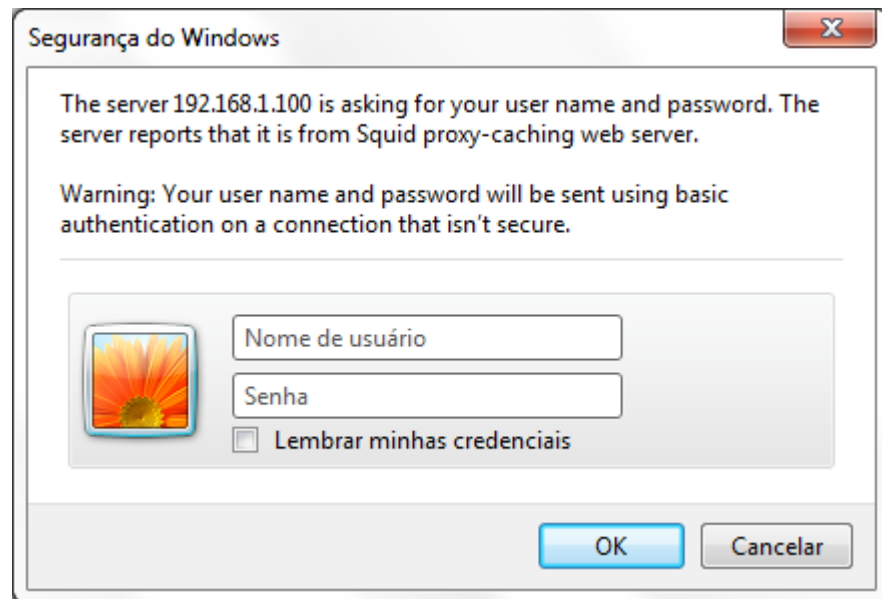 Segurança do Windows
The server 192.168.1.100 is asking for your user name and password. The
server reports that it is from Squid proxy-caching web server.
Warning: Your user name and password will be sent using basic
authentication on a connection that isn't secure.
Nome de usuário
Senha
Lembrar minhas credenciais
OK
Cancelar